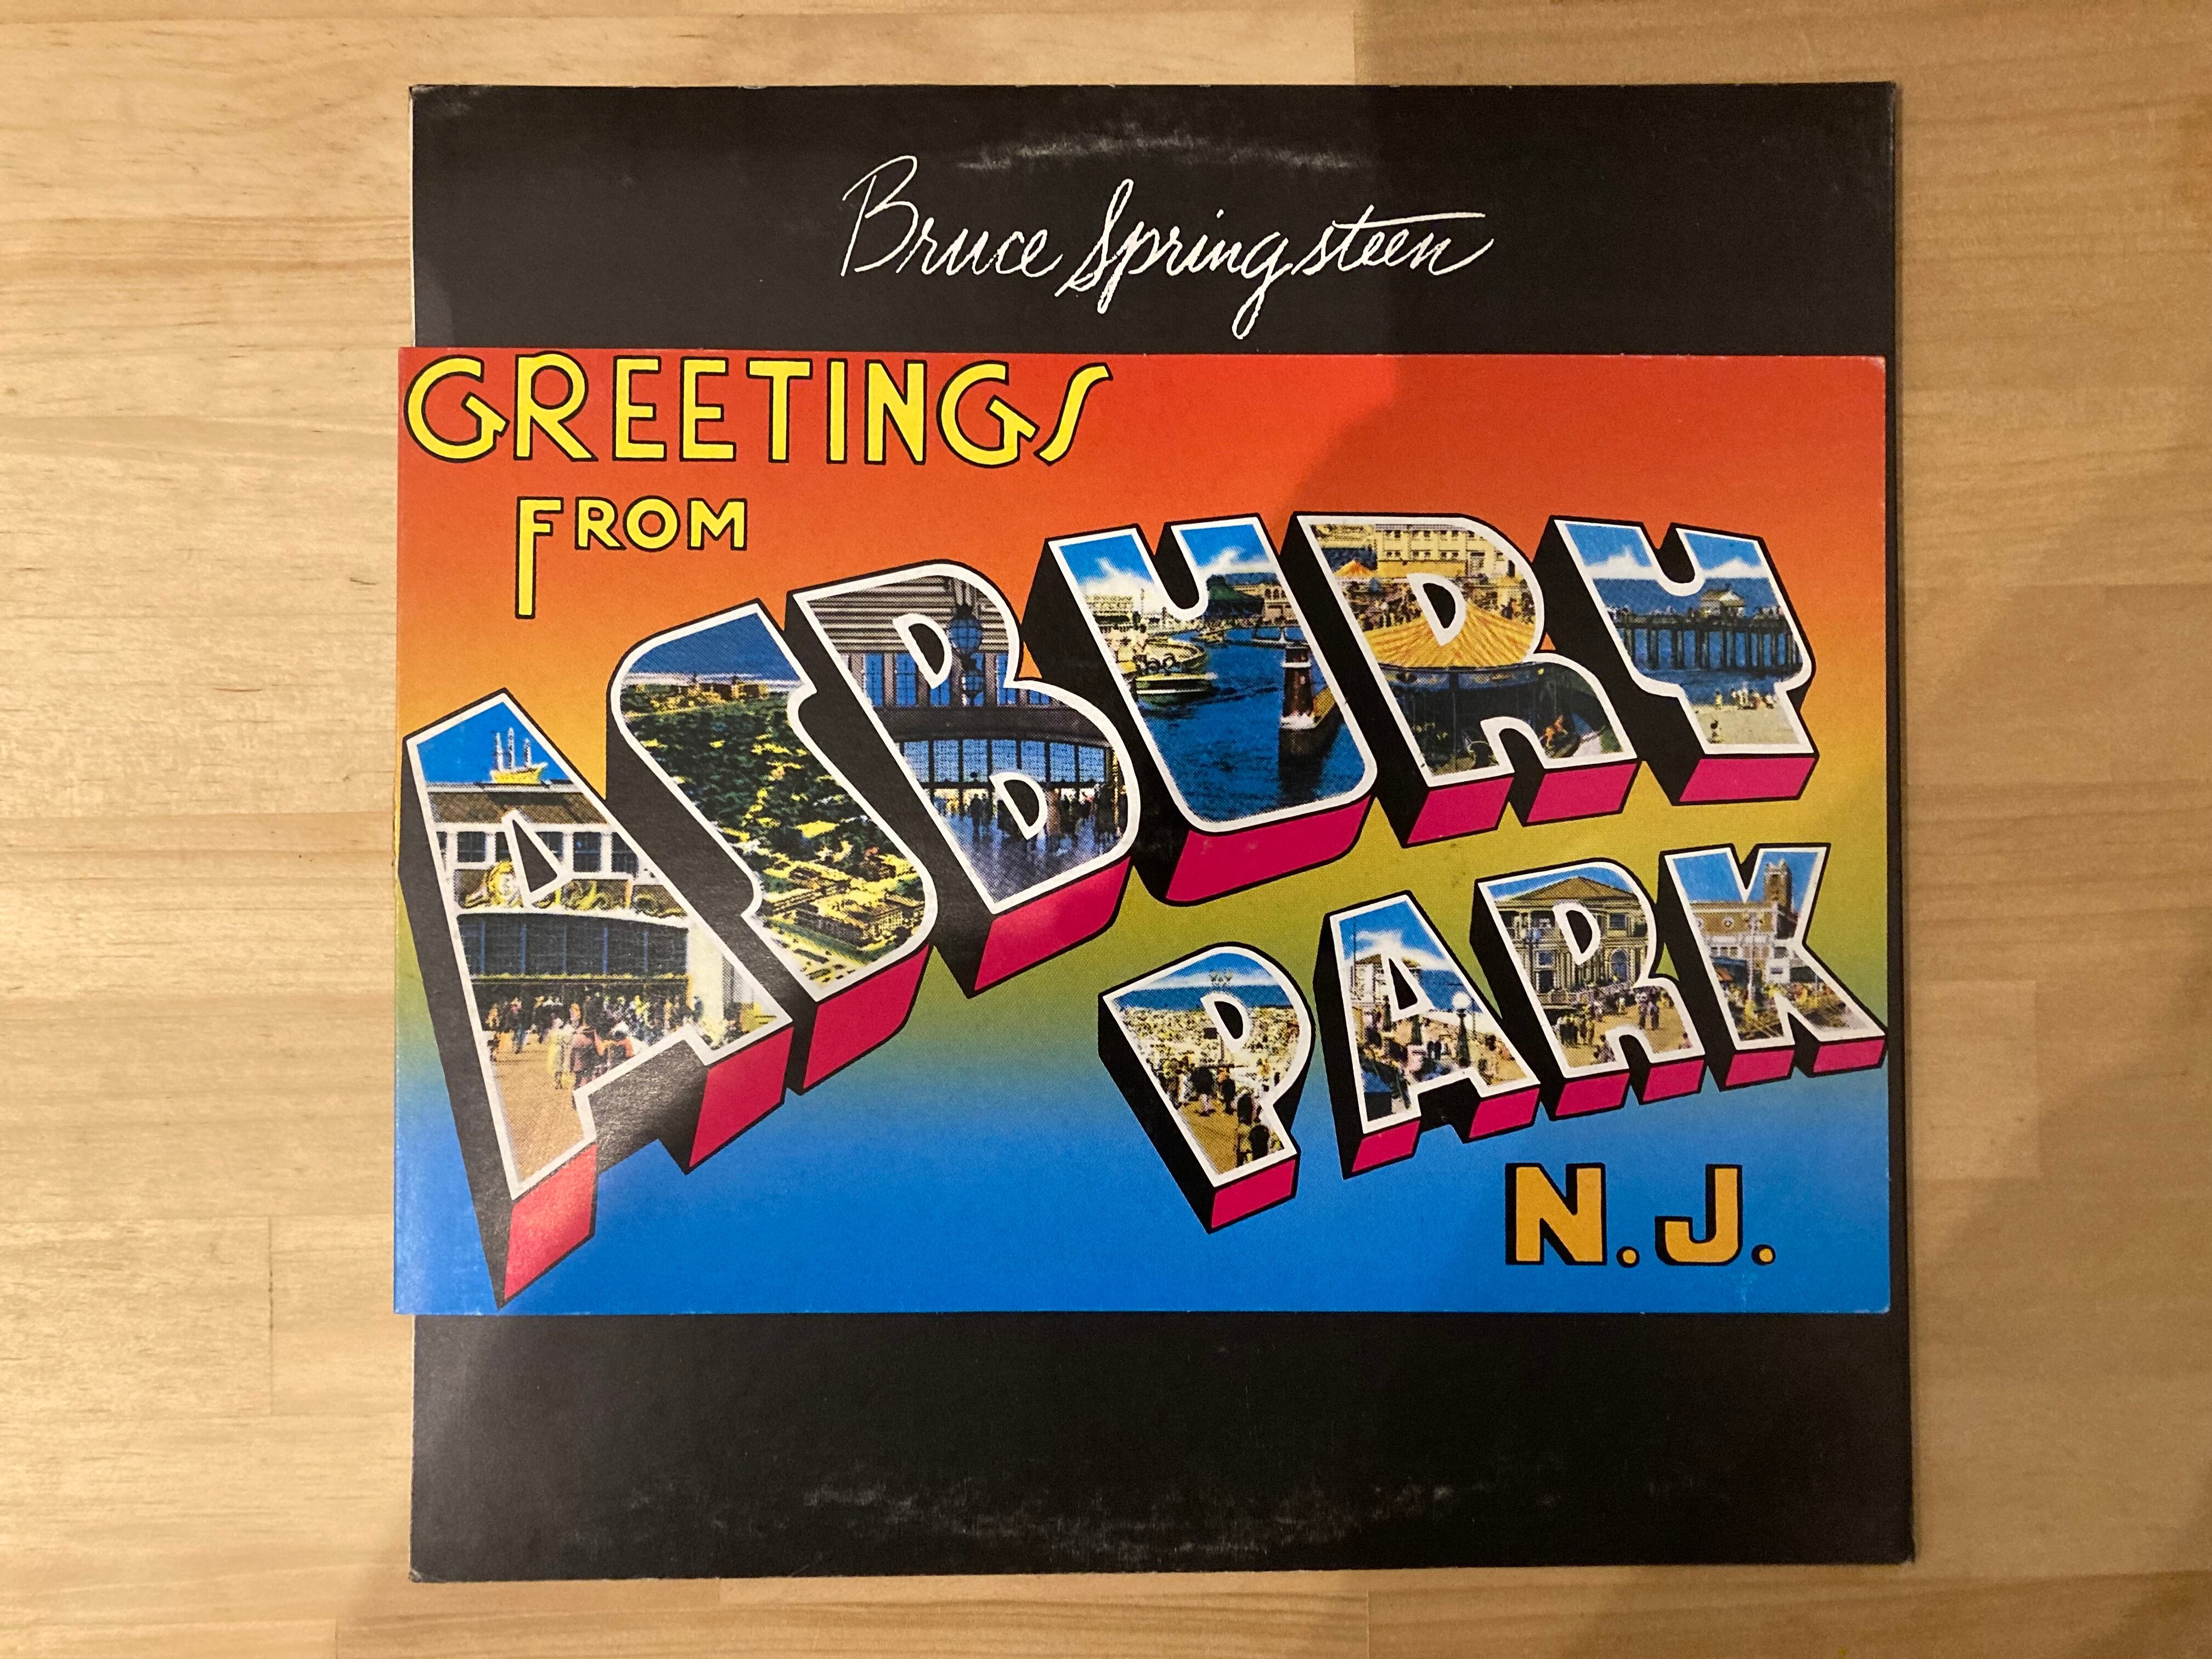 Bruce Springsteen
GREETINGS
FROM
ASBURY
PARK
N.J.